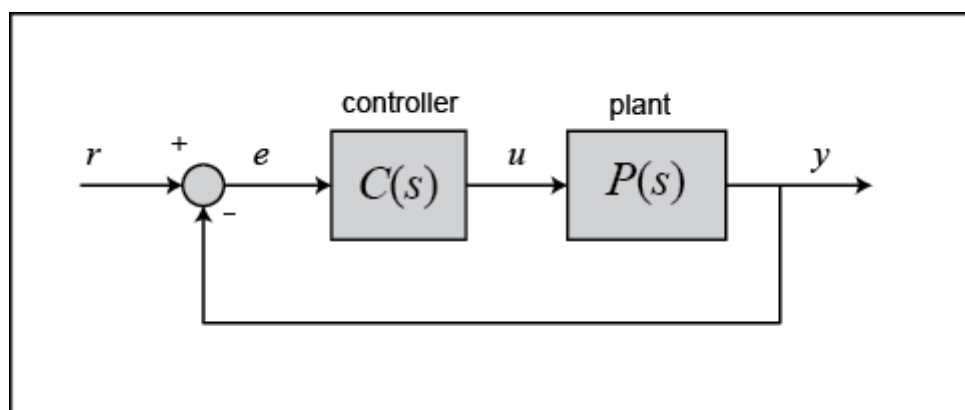 controller plant
r + e C(s) u P(s) y
-